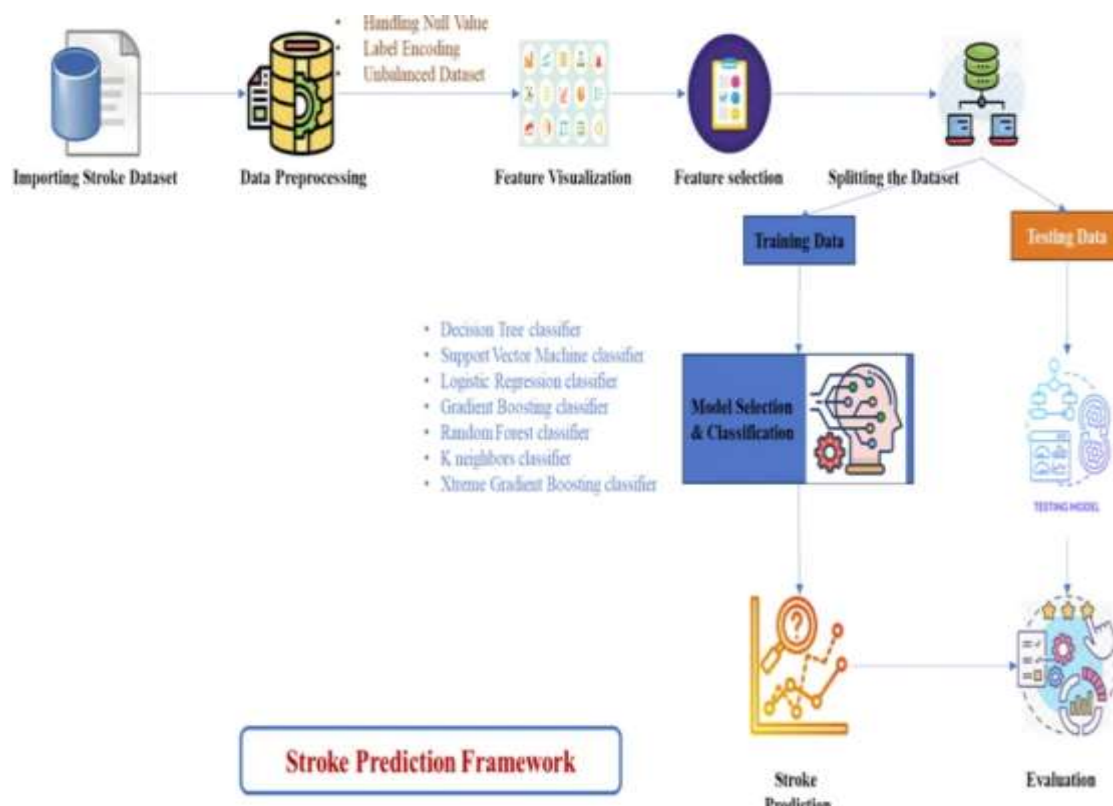 • Handling Null Value
• Label Encoding
• Unbalanced Dataset
Importing Stroke Dataset
Data Preprocessing
Feature Visualization
Feature selection
Splitting the Dataset
Training Data
Testing Data
• Decision Tree classifier
• Support Vector Machine classifier
• Logistic Regression classifier
• Gradient Boosting classifier
• Random Forest classifier
• K neighbors classifier
• Xtreme Gradient Boosting classifier
Model Selection
& Classification
TESTING MODEL
Stroke Prediction Framework
Stroke
Prediction
Evaluation